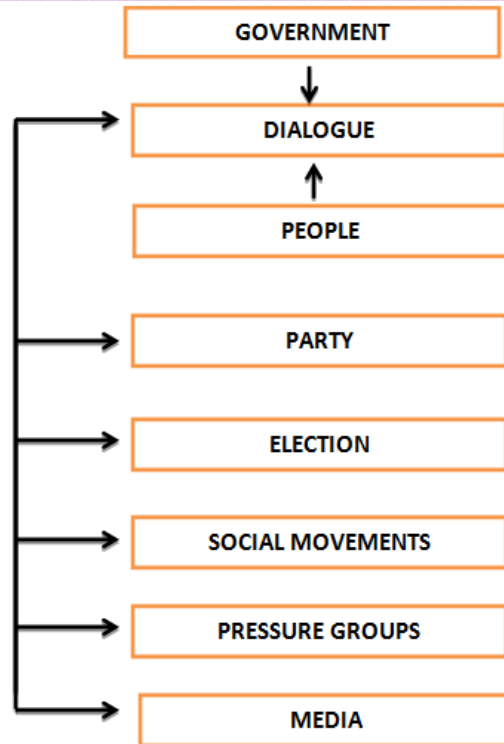 GOVERNMENT
DIALOGUE
PEOPLE
PARTY
ELECTION
SOCIAL MOVEMENTS
PRESSURE GROUPS
MEDIA